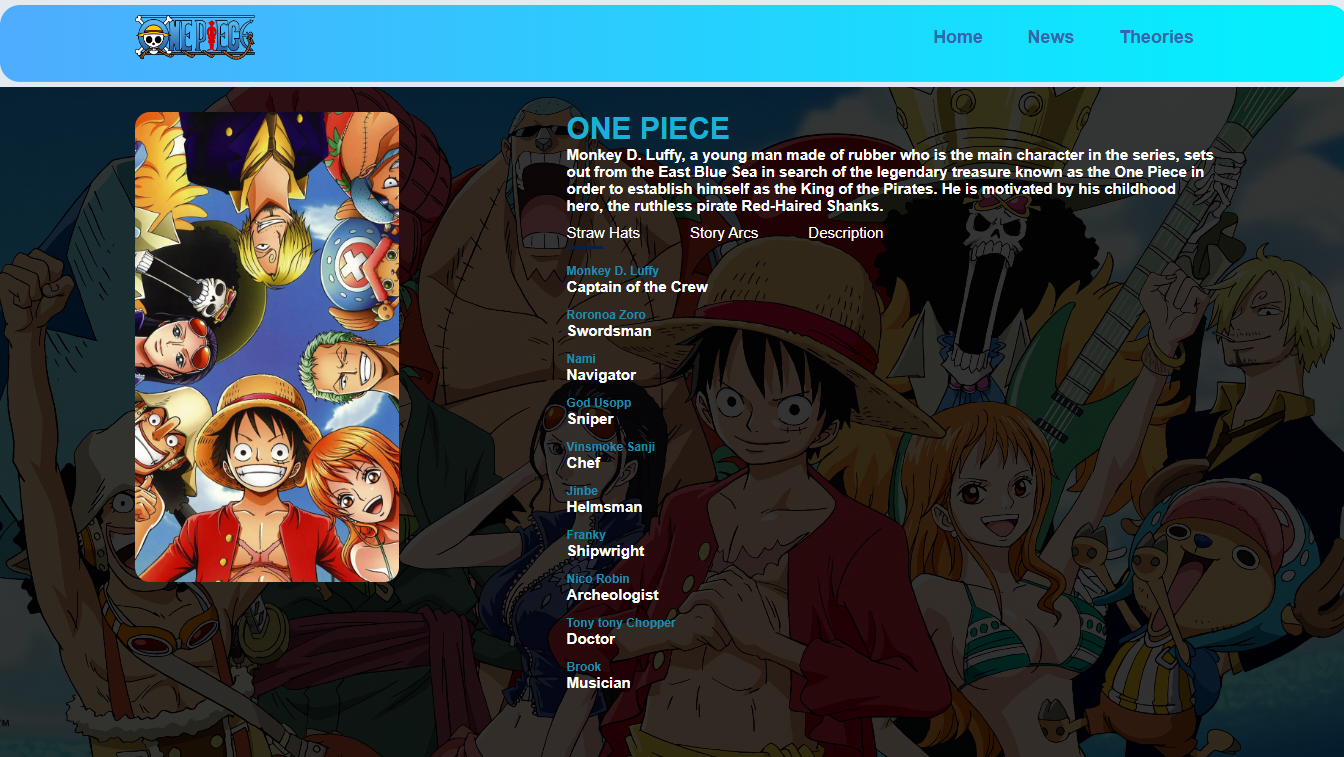 ONE PIECE
Home
News
Theories
ONE PIECE
Monkey D. Luffy, a young man made of rubber who is the main character in the series, sets
out from the East Blue Sea in search of the legendary treasure known as the One Piece in
order to establish himself as the King of the Pirates. He is motivated by his childhood
hero, the ruthless pirate Red-Haired Shanks.
Straw Hats
Story Arcs
Description
Monkey D. Luffy
Captain of the Crew
Roronoa Zoro
Swordsman
Nami
Navigator
God Usopp
Sniper
Vinsmoke Sanji
Chef
Jinbe
Helmsman
Franky
Shipwright
Nico Robin
Archeologist
Tony tony Chopper
Doctor
Brook
Musician
TM